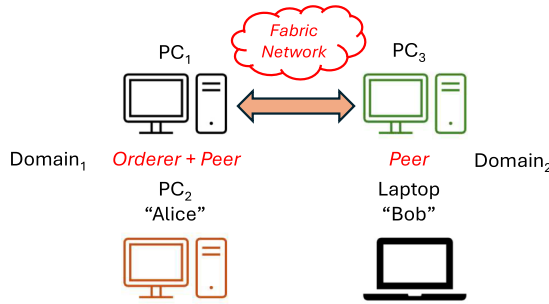 Fabric
Network
PC₁
PC₃
Domain₁
Orderer + Peer
Peer
Domain₂
PC₂
“Alice”
Laptop
“Bob”